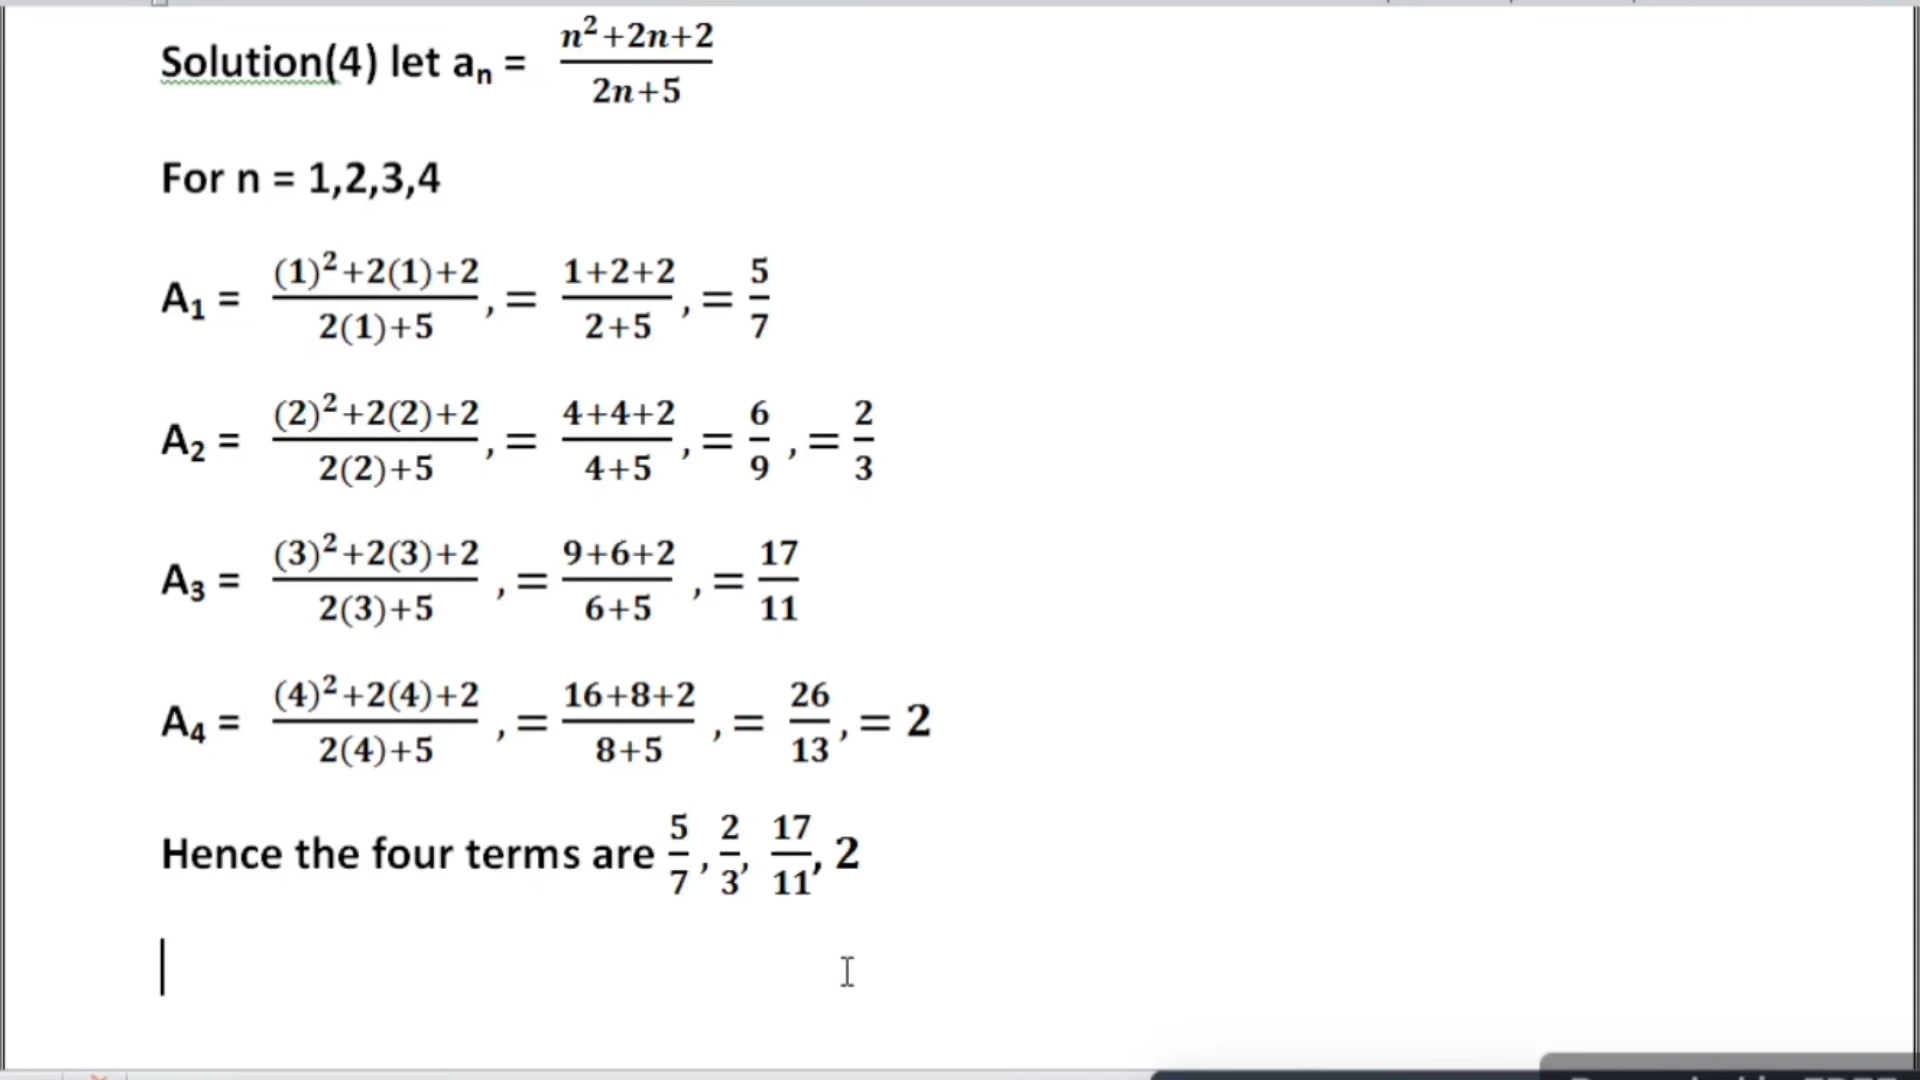 Solution(4) let aₙ = (n²+2n+2)/(2n+5)
For n = 1,2,3,4
A₁ = ((1)²+2(1)+2)/(2(1)+5), = (1+2+2)/(2+5), = 5/7
A₂ = ((2)²+2(2)+2)/(2(2)+5), = (4+4+2)/(4+5), = 6/9 , = 2/3
A₃ = ((3)²+2(3)+2)/(2(3)+5) , = (9+6+2)/(6+5) , = 17/11
A₄ = ((4)²+2(4)+2)/(2(4)+5) , = (16+8+2)/(8+5) , = 26/13, = 2
Hence the four terms are 5/7 , 2/3, 17/11, 2